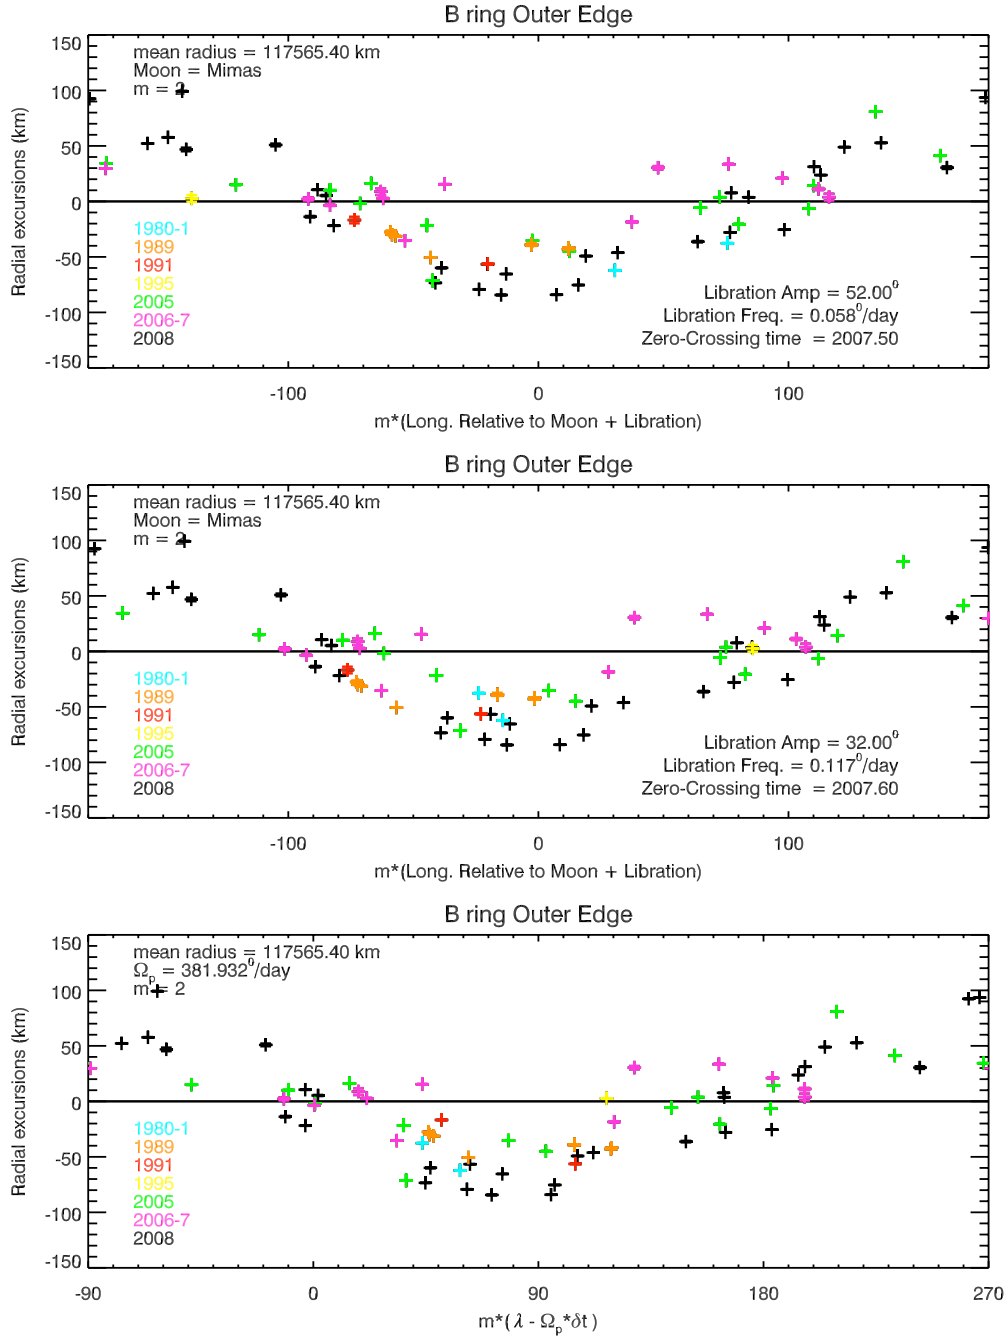 B ring Outer Edge
150
100
50
0
-50
-100
-150
Radial excursions (km)
mean radius = 117565.40 km
Moon = Mimas
m = 2
1980-1
1989
1991
1995
2005
2006-7
2008
Libration Amp = 52.00⁰
Libration Freq. = 0.058⁰/day
Zero-Crossing time = 2007.50
-100 0 100
m*(Long. Relative to Moon + Libration)
B ring Outer Edge
150
100
50
0
-50
-100
-150
Radial excursions (km)
mean radius = 117565.40 km
Moon = Mimas
m = 2
1980-1
1989
1991
1995
2005
2006-7
2008
Libration Amp = 32.00⁰
Libration Freq. = 0.117⁰/day
Zero-Crossing time = 2007.60
-100 0 100
m*(Long. Relative to Moon + Libration)
B ring Outer Edge
150
100
50
0
-50
-100
-150
Radial excursions (km)
mean radius = 117565.40 km
Ωₚ = 381.932⁰/day
m = 2
1980-1
1989
1991
1995
2005
2006-7
2008
-90 0 90 180 270
m*( λ - Ωₚ*δt )